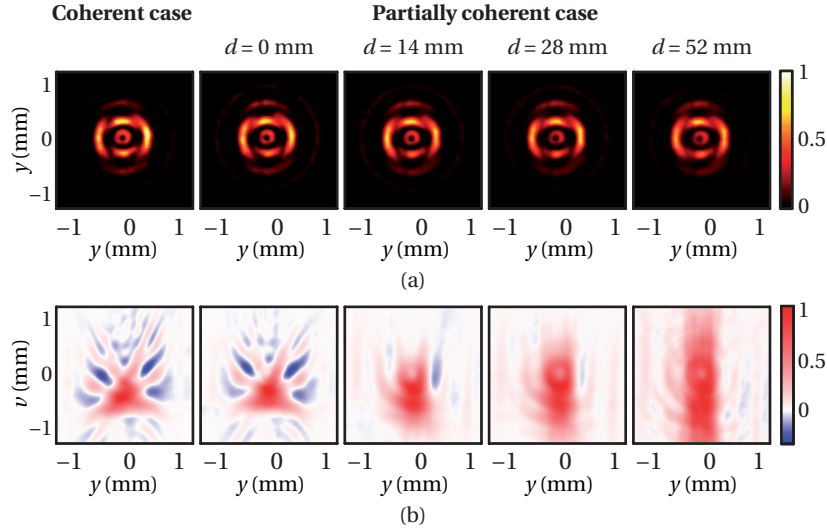 Coherent case
Partially coherent case
d = 0 mm
d = 14 mm
d = 28 mm
d = 52 mm
y (mm)
1
0
−1
1
0.5
0
−1 0 1
−1 0 1
−1 0 1
−1 0 1
−1 0 1
y (mm)
y (mm)
y (mm)
y (mm)
y (mm)
(a)
v (mm)
1
0
−1
1
0.5
0
−1 0 1
−1 0 1
−1 0 1
−1 0 1
−1 0 1
y (mm)
y (mm)
y (mm)
y (mm)
y (mm)
(b)